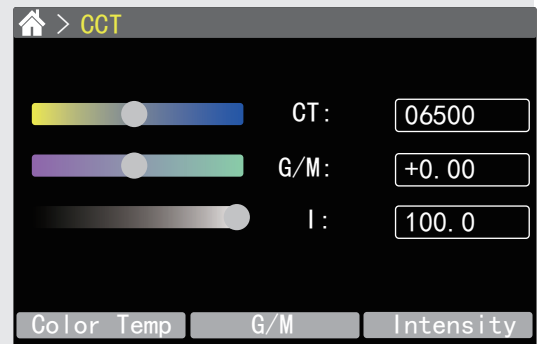 > CCT
CT: 06500
G/M: +0.00
I: 100.0
Color Temp G/M Intensity